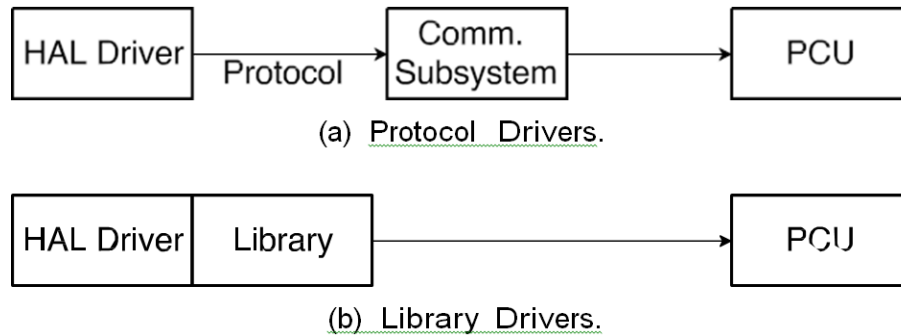 HAL Driver
Protocol
Comm.
Subsystem
PCU
(a) Protocol Drivers.
HAL Driver
Library
PCU
(b) Library Drivers.